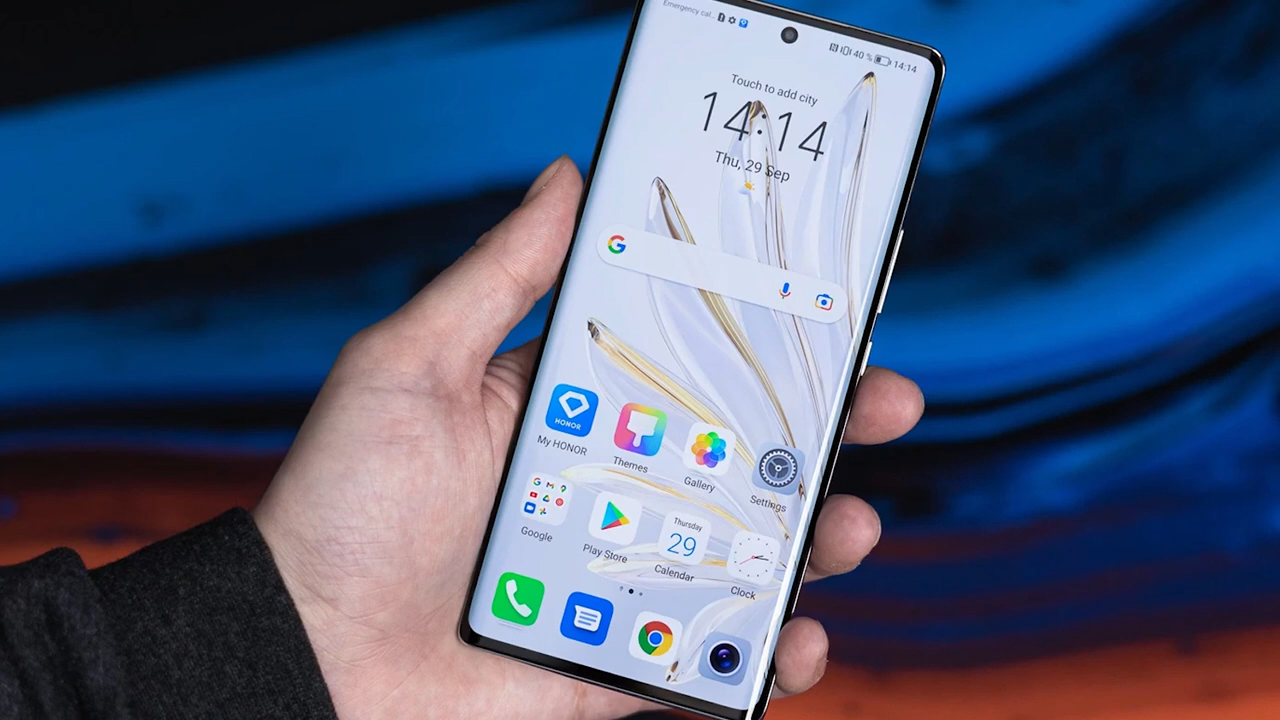 Emergency cal...
40 % 14:14
Touch to add city
14:14
Thu, 29 Sep
HONOR
My HONOR
Themes
Gallery
Settings
Google
Play Store
Thursday
29
Calendar
Clock